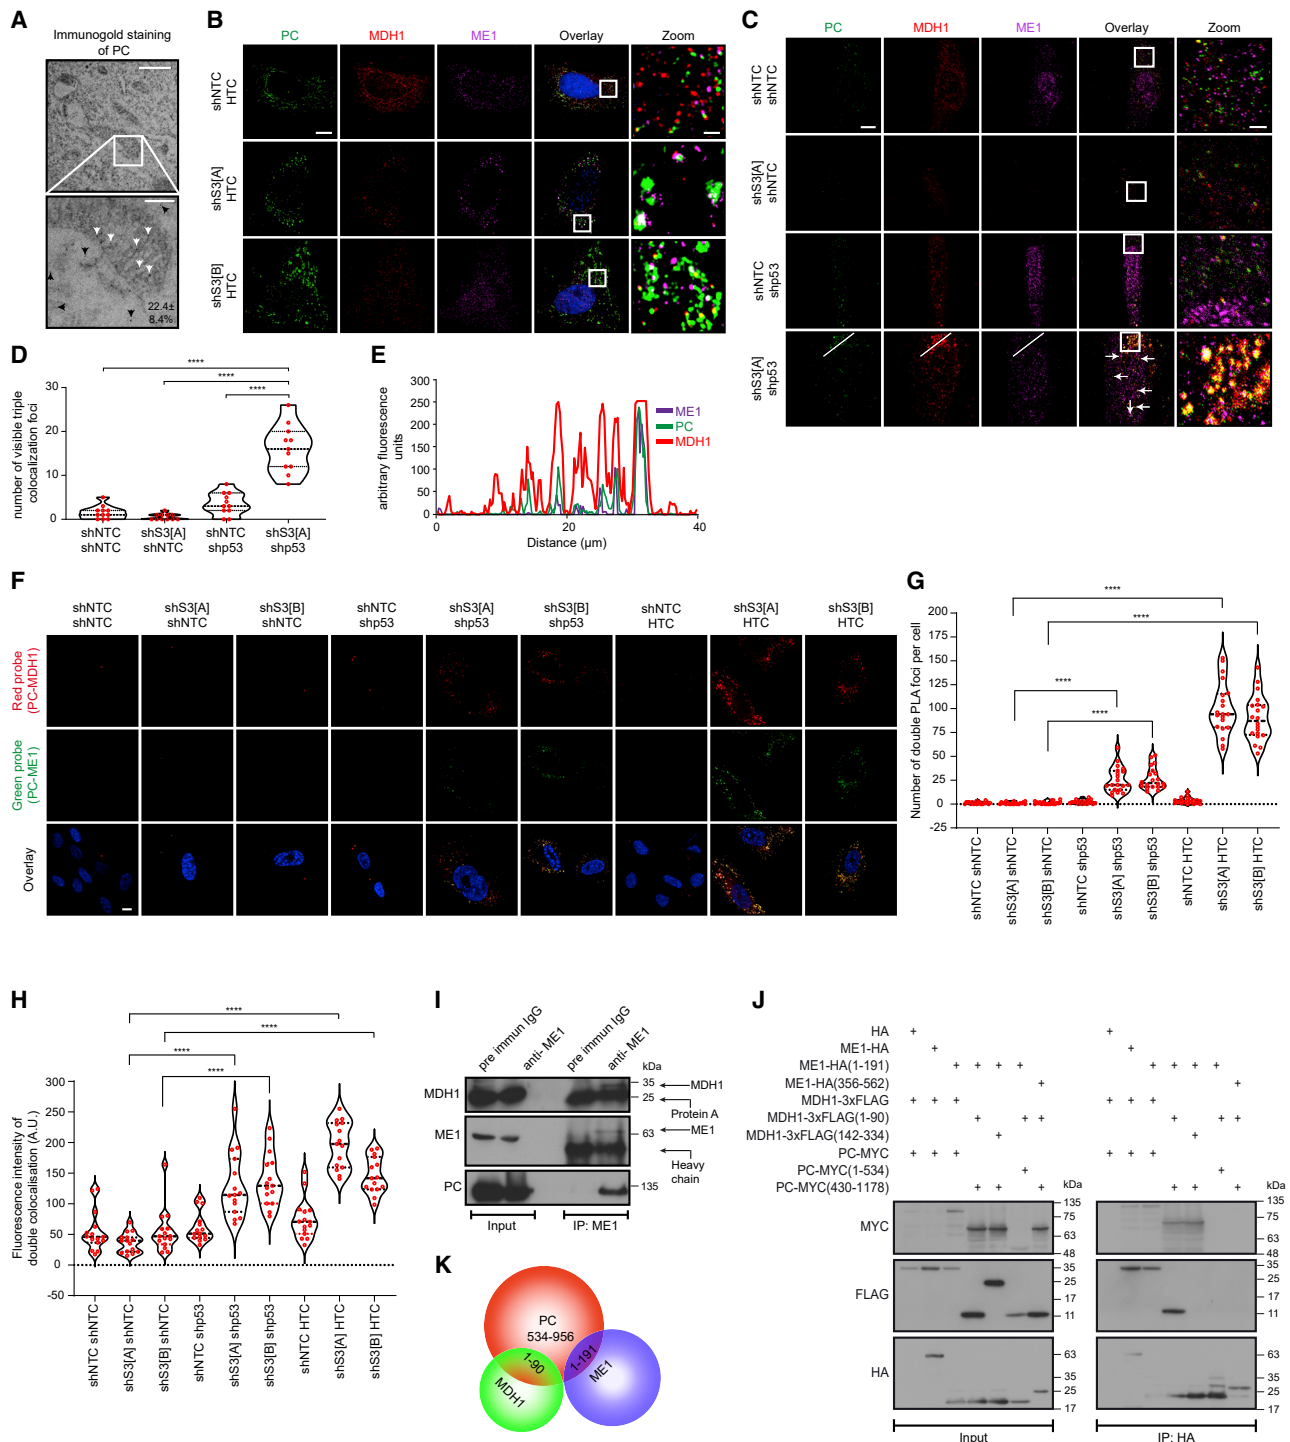 A
Immunogold staining
of PC
22.4±
8.4%
B
PC MDH1 ME1 Overlay Zoom
shNTC
HTC
shS3[A]
HTC
shS3[B]
HTC
C
PC MDH1 ME1 Overlay Zoom
shNTC
shNTC
shS3[A]
shNTC
shNTC
shp53
shS3[A]
shp53
D
number of visible triple
colocalization foci
30
20
10
0
**** 
****
****
shNTC shS3[A] shNTC shS3[A]
shNTC shNTC shp53 shp53
E
arbitrary fluorescence
units
300
250
200
150
100
50
0
0 20 40
Distance (µm)
ME1
PC
MDH1
F
shNTC shS3[A] shS3[B] shNTC shS3[A] shS3[B] shNTC shS3[A] shS3[B]
shNTC shNTC shNTC shp53 shp53 shp53 HTC HTC HTC
Red probe
(PC-MDH1)
Green probe
(PC-ME1)
Overlay
G
Number of double PLA foci per cell
200
175
150
125
100
75
50
25
0
-25
****
****
****
****
shNTC shNTC
shS3[A] shNTC
shS3[B] shNTC
shNTC shp53
shS3[A] shp53
shS3[B] shp53
shNTC HTC
shS3[A] HTC
shS3[B] HTC
H
Fluorescence intensity of
double colocalisation (A.U.)
300
250
200
150
100
50
0
-50
****
****
****
****
shNTC shNTC
shS3[A] shNTC
shS3[B] shNTC
shNTC shp53
shS3[A] shp53
shS3[B] shp53
shNTC HTC
shS3[A] HTC
shS3[B] HTC
I
pre immun IgG
anti- ME1
pre immun IgG
anti- ME1
kDa
MDH1
35
25
MDH1
Protein A
ME1
63
ME1
Heavy
chain
PC
135
Input IP: ME1
K
PC
534-956
1-90
1-191
MDH1
ME1
J
HA + +
ME1-HA + +
ME1-HA(1-191) + + + + + + + +
ME1-HA(356-562) + +
MDH1-3xFLAG + + + + + +
MDH1-3xFLAG(1-90) + + + + + +
MDH1-3xFLAG(142-334) + +
PC-MYC + + + + + +
PC-MYC(1-534) + +
PC-MYC(430-1178) + + + + + +
kDa kDa
MYC
135
75
63
48
135
75
63
48
FLAG
35
25
17
11
35
25
17
11
HA
63
35
25
17
63
35
25
17
Input IP: HA